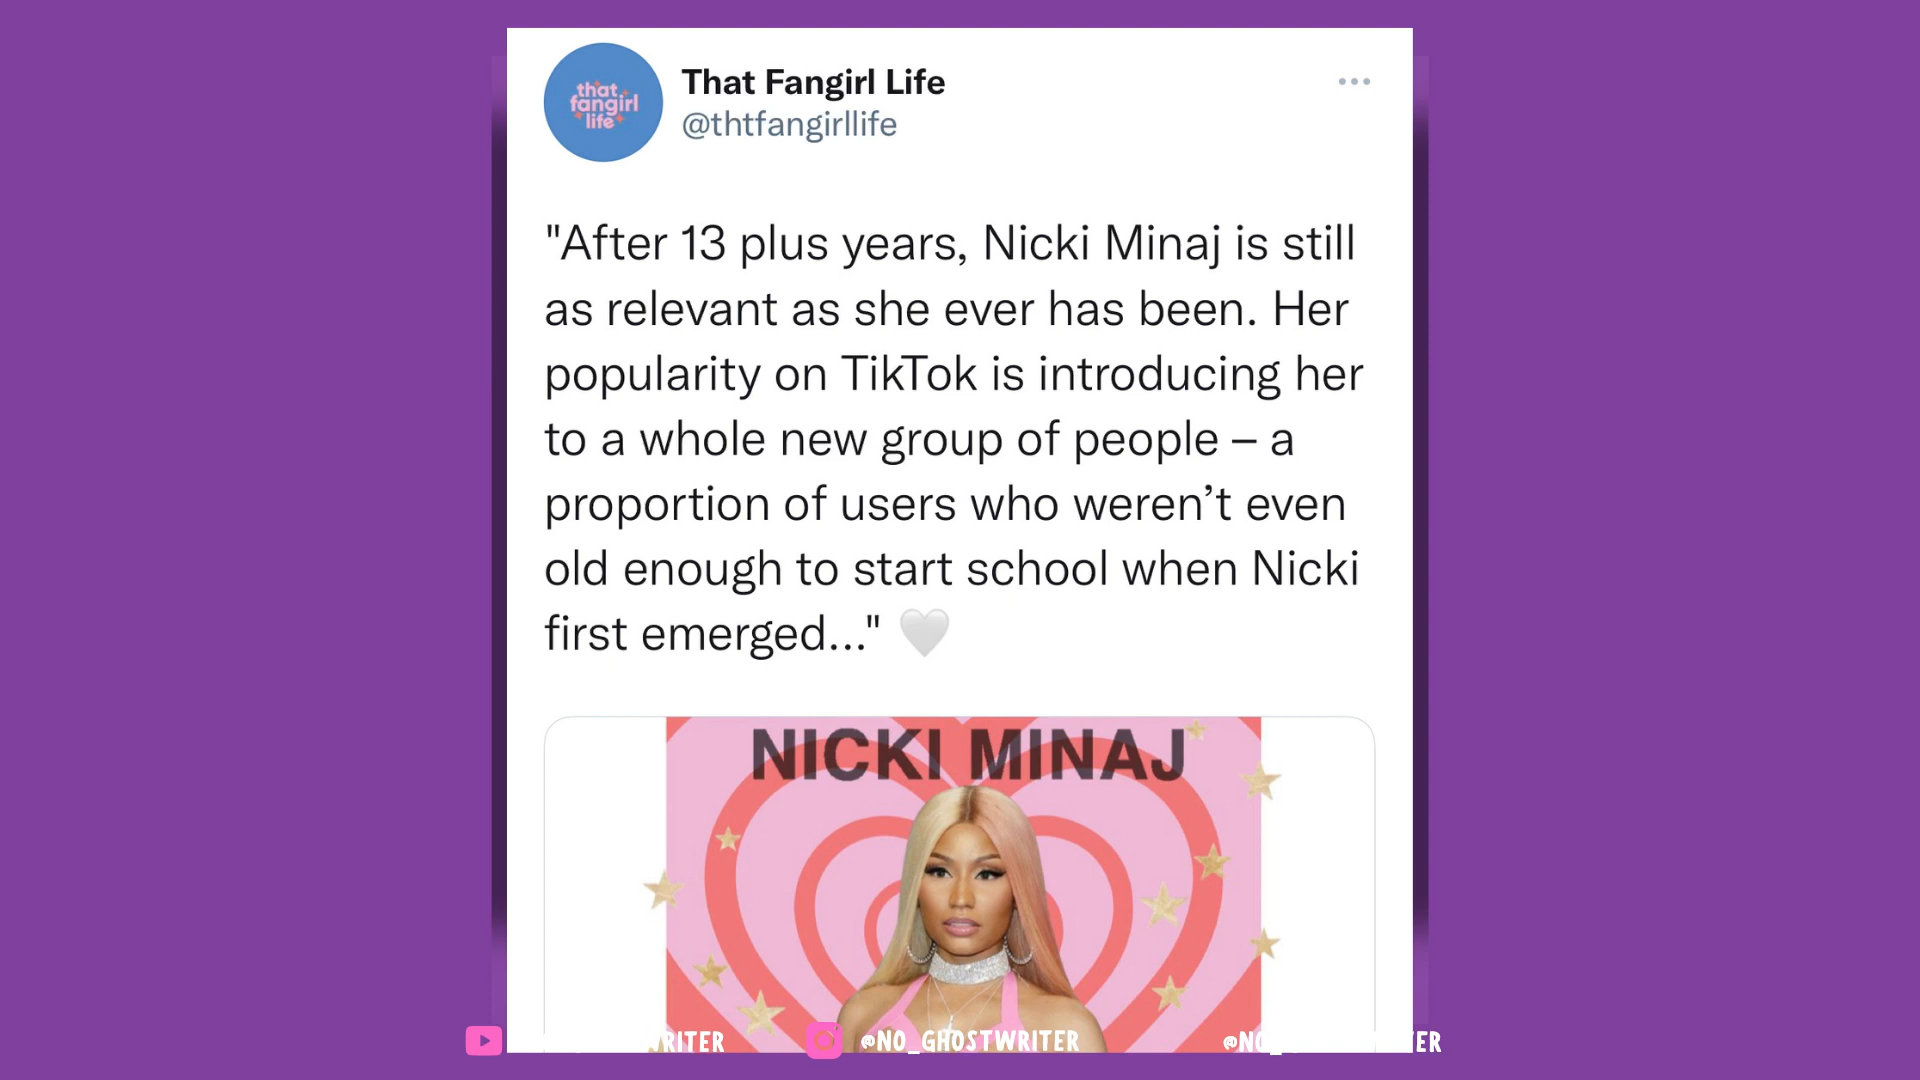 that
fangirl
life
That Fangirl Life
@thtfangirllife
"After 13 plus years, Nicki Minaj is still
as relevant as she ever has been. Her
popularity on TikTok is introducing her
to a whole new group of people – a
proportion of users who weren’t even
old enough to start school when Nicki
first emerged..." 🤍
NICKI MINAJ
@NO_GHOSTWRITER